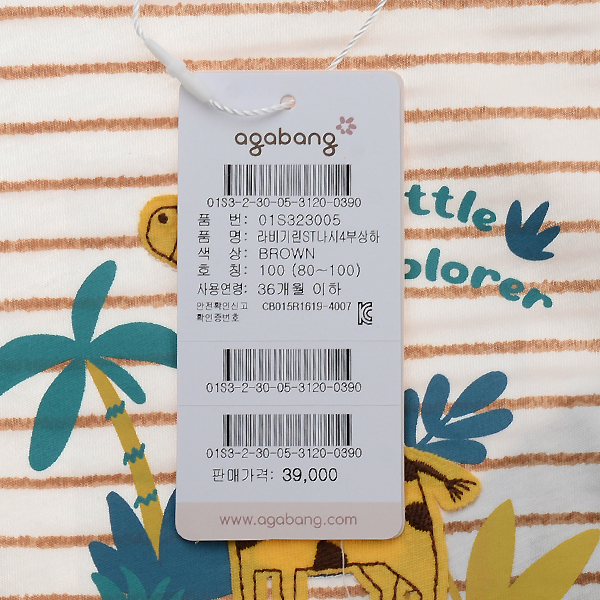 agabang
01S3-2-30-05-3120-0390
품 번: 01S323005
품 명: 라비기린ST나시4부상하
색 상: BROWN
호 칭: 100 (80~100)
사용연령: 36개월 이하
안전확인신고 CB015R1619-4007
확인증번호
01S3-2-30-05-3120-0390
01S3-2-30-05-3120-0390
판매가격: 39,000
www.agabang.com